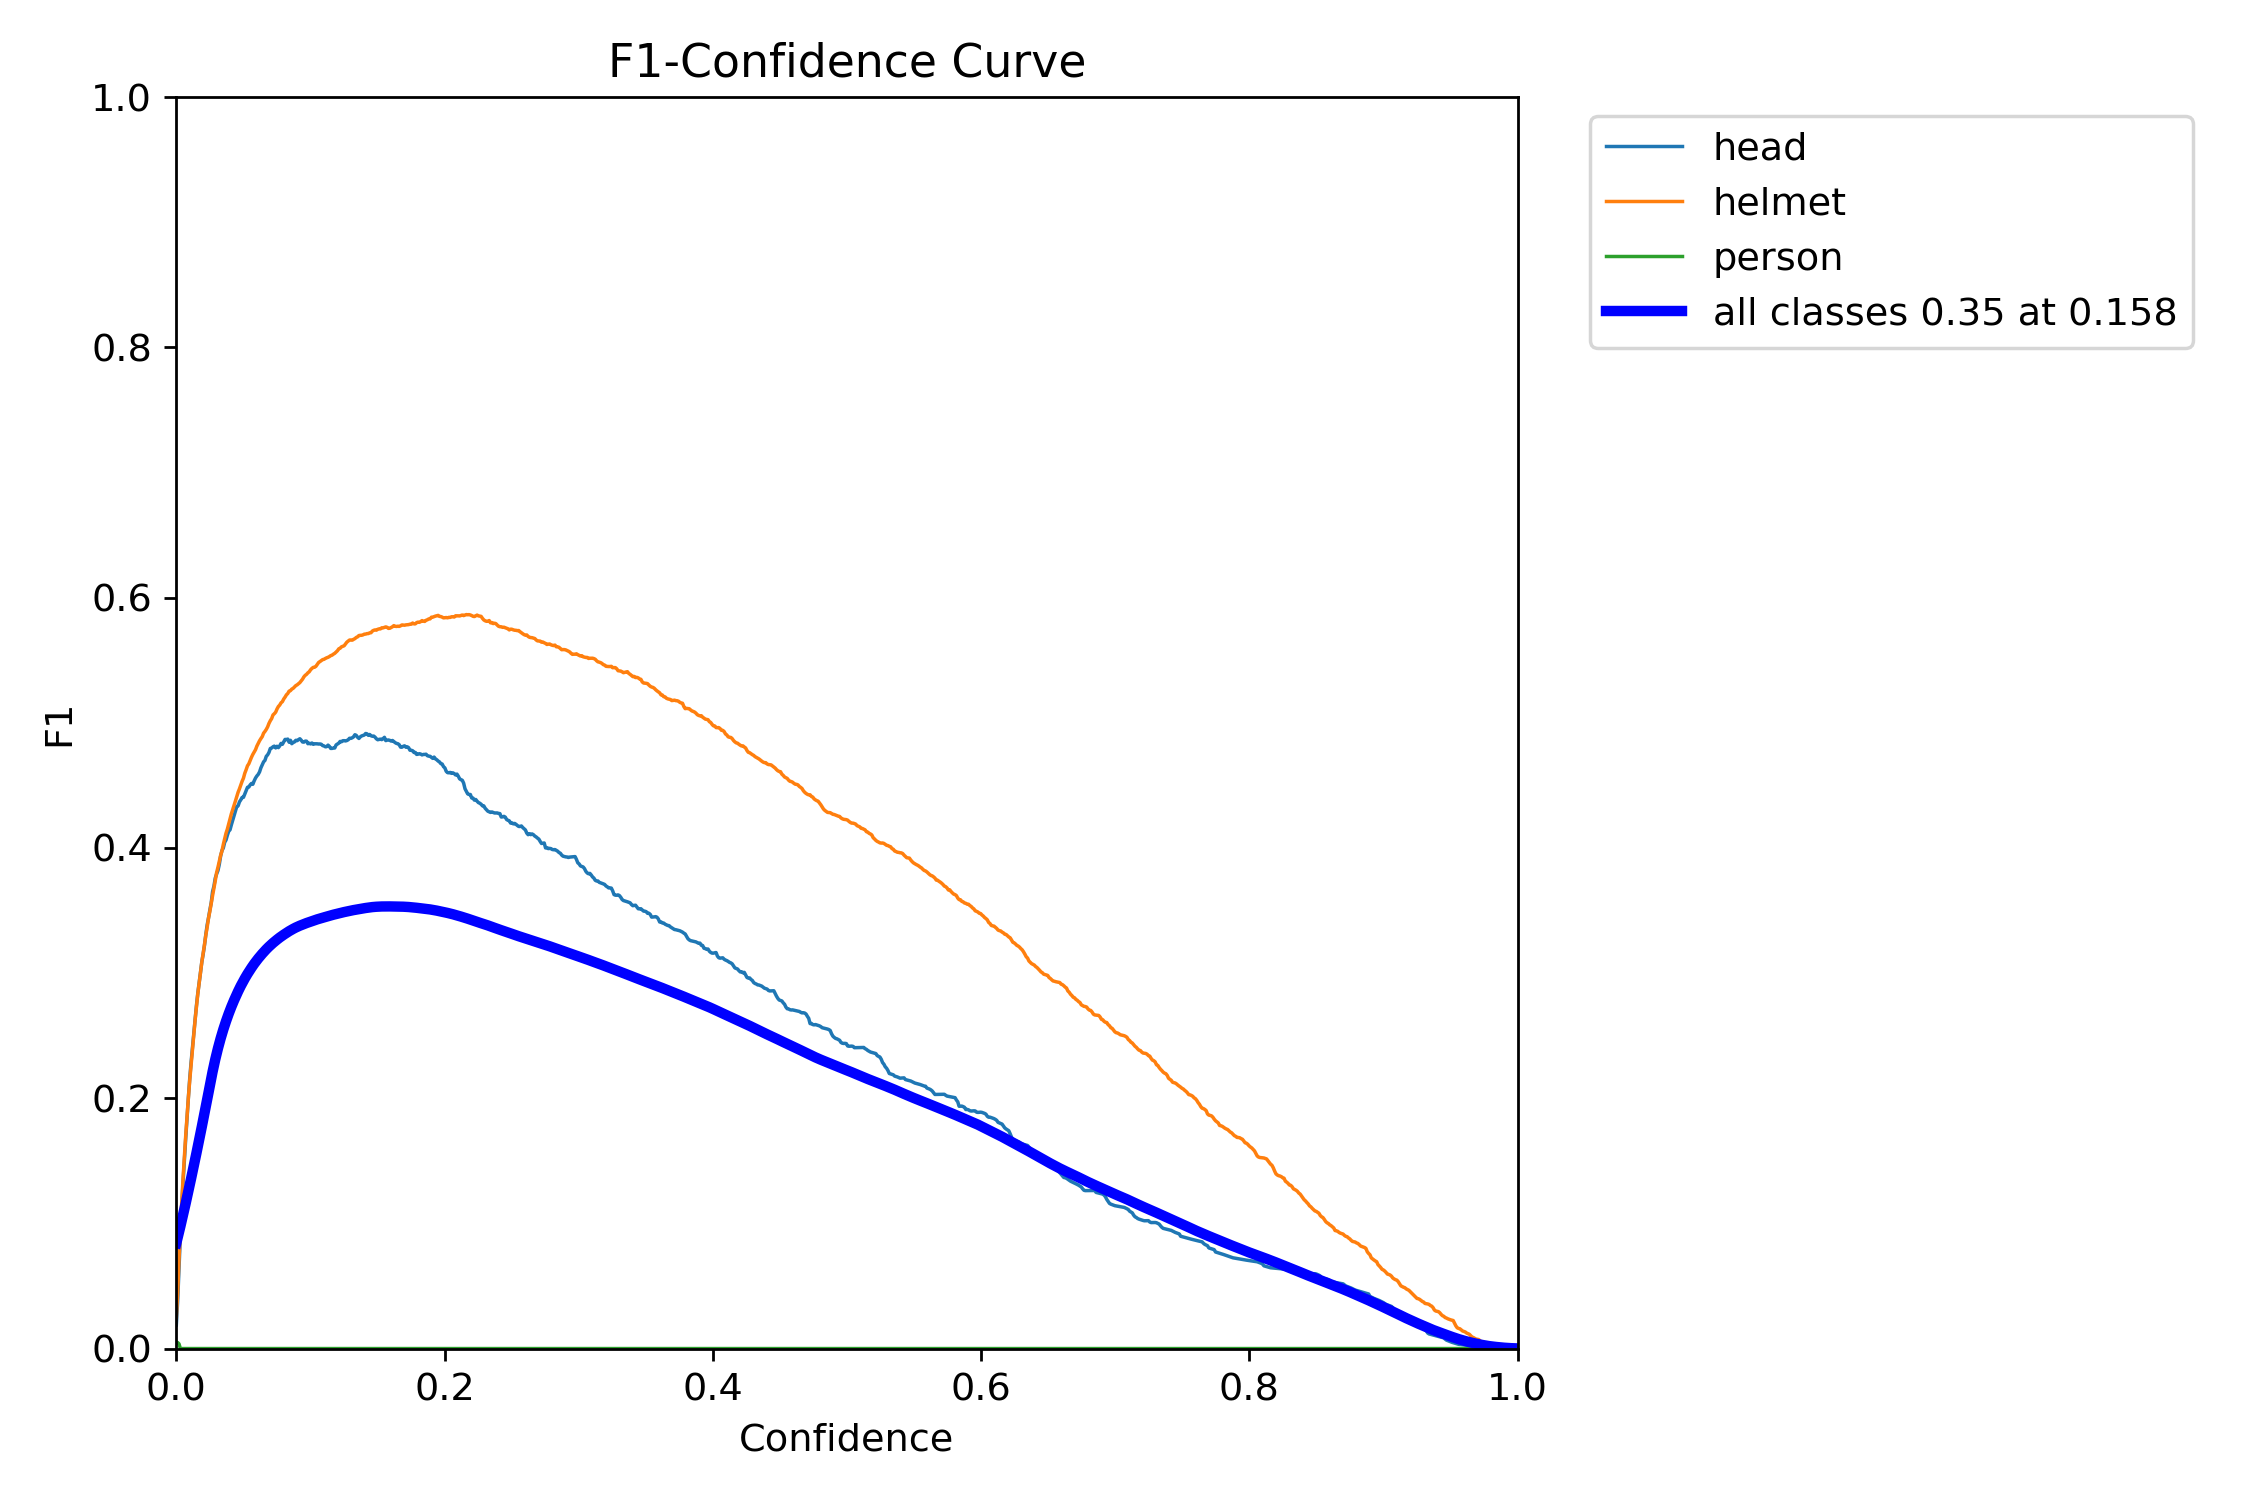 F1-Confidence Curve
1.0
0.8
0.6
0.4
0.2
0.0
F1
0.0 0.2 0.4 0.6 0.8 1.0
Confidence
head
helmet
person
all classes 0.35 at 0.158